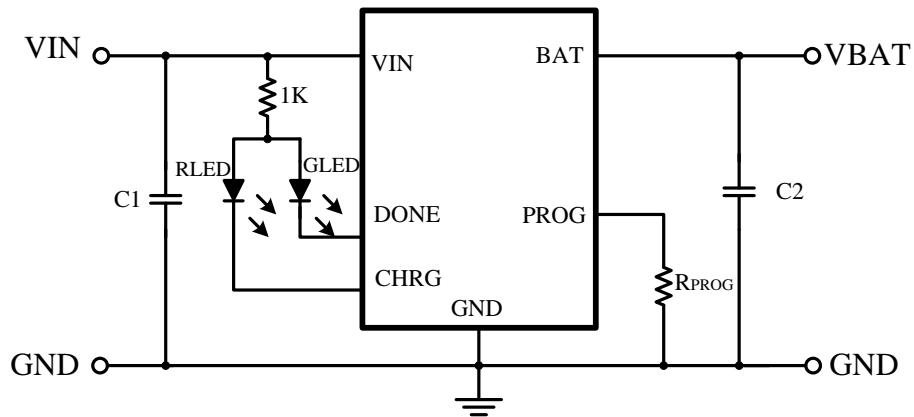 VIN
VIN
BAT
VBAT
1K
RLED
GLED
C1
DONE
PROG
C2
CHRG
RPROG
GND
GND
GND